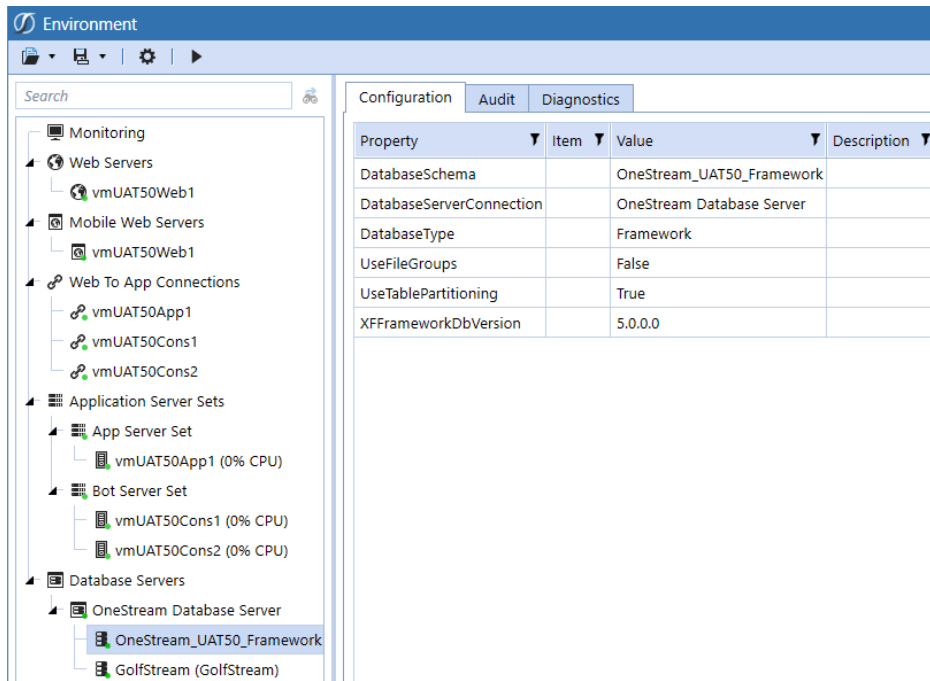 Environment
Search
Monitoring
Web Servers
vmUAT50Web1
Mobile Web Servers
vmUAT50Web1
Web To App Connections
vmUAT50App1
vmUAT50Cons1
vmUAT50Cons2
Application Server Sets
App Server Set
vmUAT50App1 (0% CPU)
Bot Server Set
vmUAT50Cons1 (0% CPU)
vmUAT50Cons2 (0% CPU)
Database Servers
OneStream Database Server
OneStream_UAT50_Framework
GolfStream (GolfStream)
Configuration Audit Diagnostics
Property Item Value Description
DatabaseSchema OneStream_UAT50_Framework
DatabaseServerConnection OneStream Database Server
DatabaseType Framework
UseFileGroups False
UseTablePartitioning True
XFFrameworkDbVersion 5.0.0.0